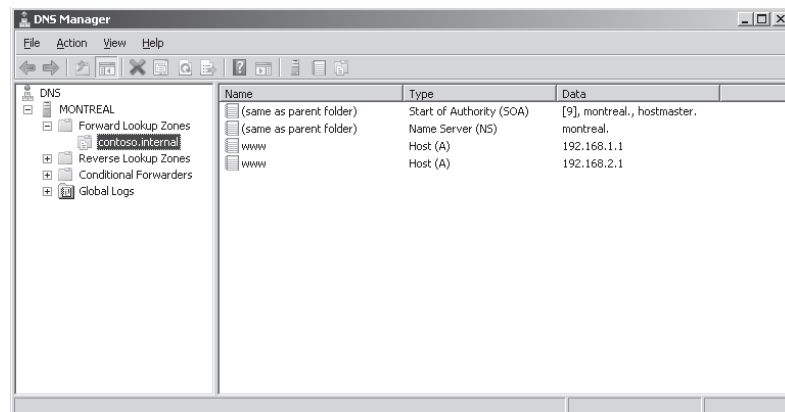 DNS Manager
File Action View Help
DNS
MONTREAL
Forward Lookup Zones
contoso.internal
Reverse Lookup Zones
Conditional Forwarders
Global Logs
Name Type Data
(same as parent folder) Start of Authority (SOA) [9], montreal., hostmaster.
(same as parent folder) Name Server (NS) montreal.
www Host (A) 192.168.1.1
www Host (A) 192.168.2.1